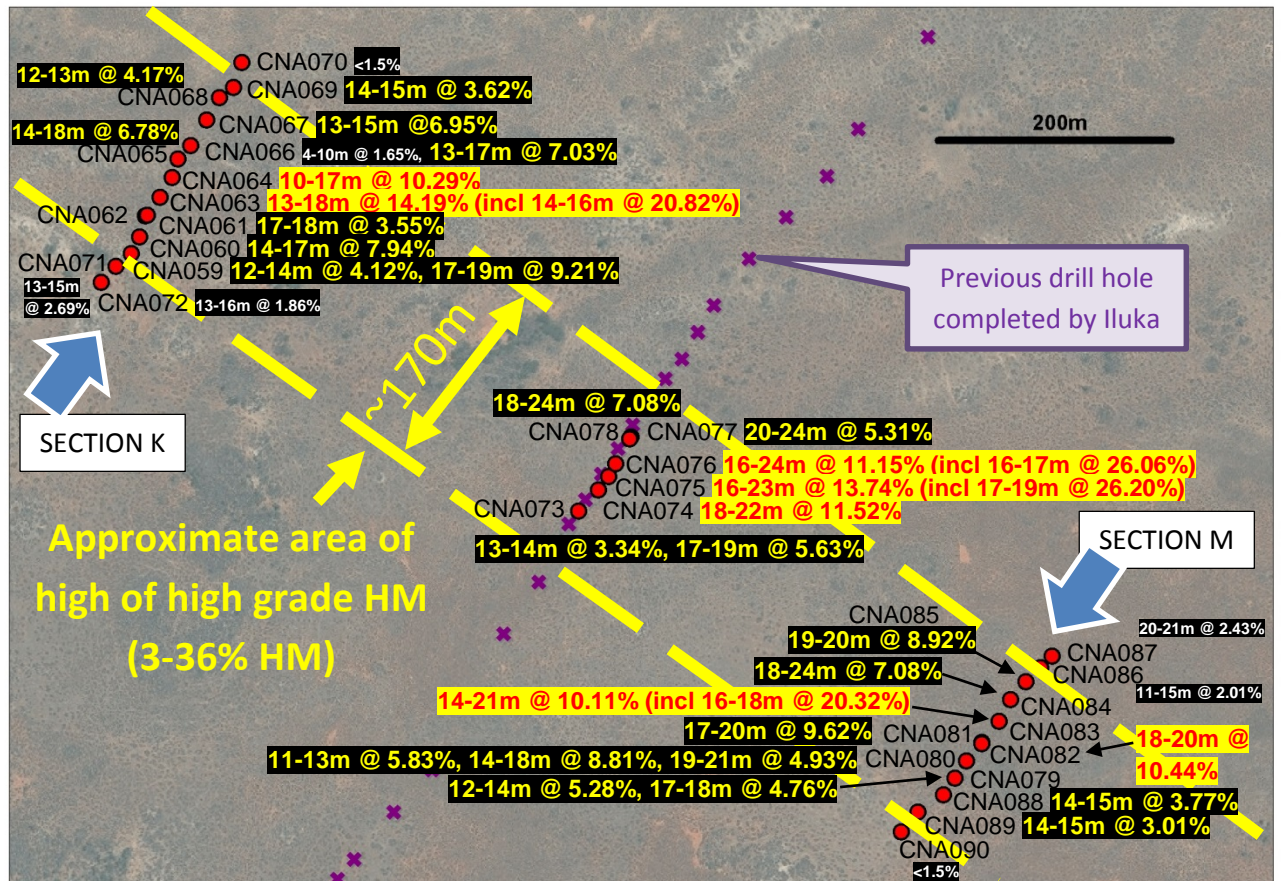 CNA070 <1.5%
12-13m @ 4.17%
CNA069 14-15m @ 3.62%
CNA068
CNA067 13-15m @6.95%
14-18m @ 6.78%
CNA066 4-10m @ 1.65%, 13-17m @ 7.03%
CNA065
CNA064 10-17m @ 10.29%
CNA063 13-18m @ 14.19% (incl 14-16m @ 20.82%)
CNA062
CNA061 17-18m @ 3.55%
CNA060 14-17m @ 7.94%
CNA071
CNA059 12-14m @ 4.12%, 17-19m @ 9.21%
13-15m
@ 2.69%
CNA072 13-16m @ 1.86%
SECTION K
200m
Previous drill hole
completed by Iluka
~170m
18-24m @ 7.08%
CNA078
CNA077 20-24m @ 5.31%
CNA076 16-24m @ 11.15% (incl 16-17m @ 26.06%)
CNA075 16-23m @ 13.74% (incl 17-19m @ 26.20%)
CNA073
CNA074 18-22m @ 11.52%
13-14m @ 3.34%, 17-19m @ 5.63%
Approximate area of
high of high grade HM
(3-36% HM)
SECTION M
CNA085
19-20m @ 8.92%
20-21m @ 2.43%
CNA087
CNA086
18-24m @ 7.08%
11-15m @ 2.01%
CNA084
14-21m @ 10.11% (incl 16-18m @ 20.32%)
CNA083
17-20m @ 9.62%
CNA081
CNA082
18-20m @
10.44%
11-13m @ 5.83%, 14-18m @ 8.81%, 19-21m @ 4.93%
CNA080
CNA079
12-14m @ 5.28%, 17-18m @ 4.76%
CNA088 14-15m @ 3.77%
CNA089 14-15m @ 3.01%
CNA090
<1.5%